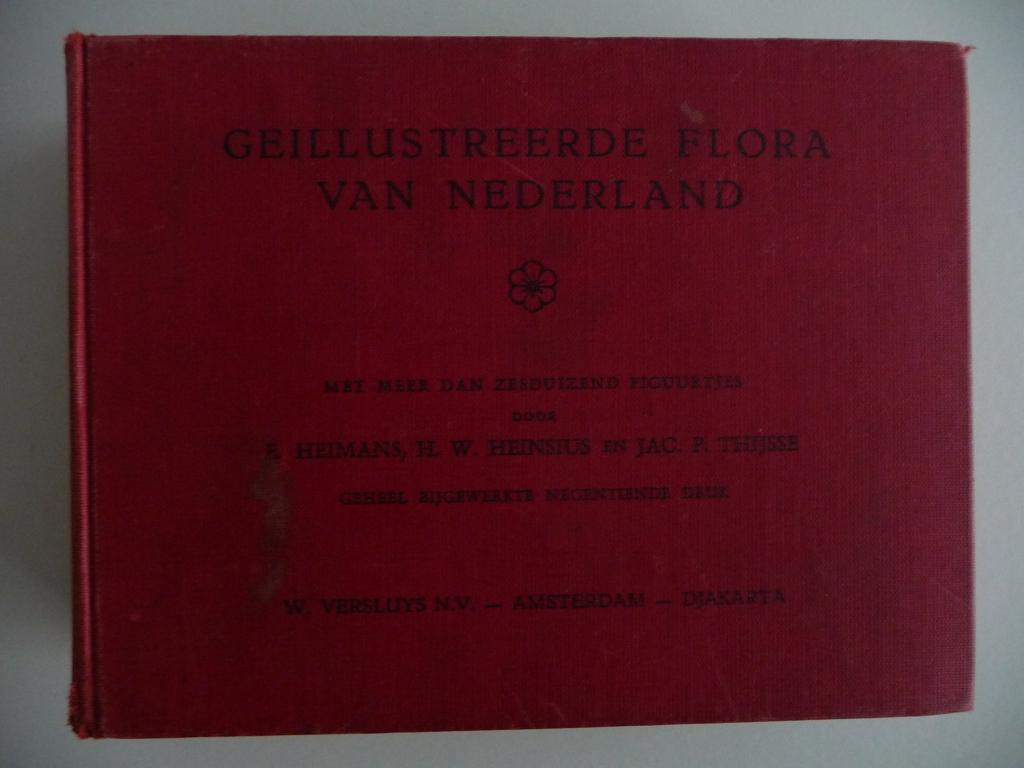 GEILLUSTREERDE FLORA
VAN NEDERLAND
MET MEER DAN ZESDUIZEND FIGUURTJES
DOOR
E. HEIMANS, H. W. HEINSIUS EN JAC. P. THIJSSE
GEHEEL BIJGEWERKTE NEGENTIENDE DRUK
W. VERSLUYS N.V. — AMSTERDAM — DJAKARTA